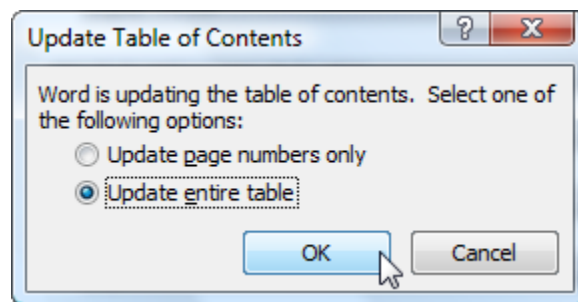 Update Table of Contents
Word is updating the table of contents. Select one of
the following options:
Update page numbers only
Update entire table
OK
Cancel